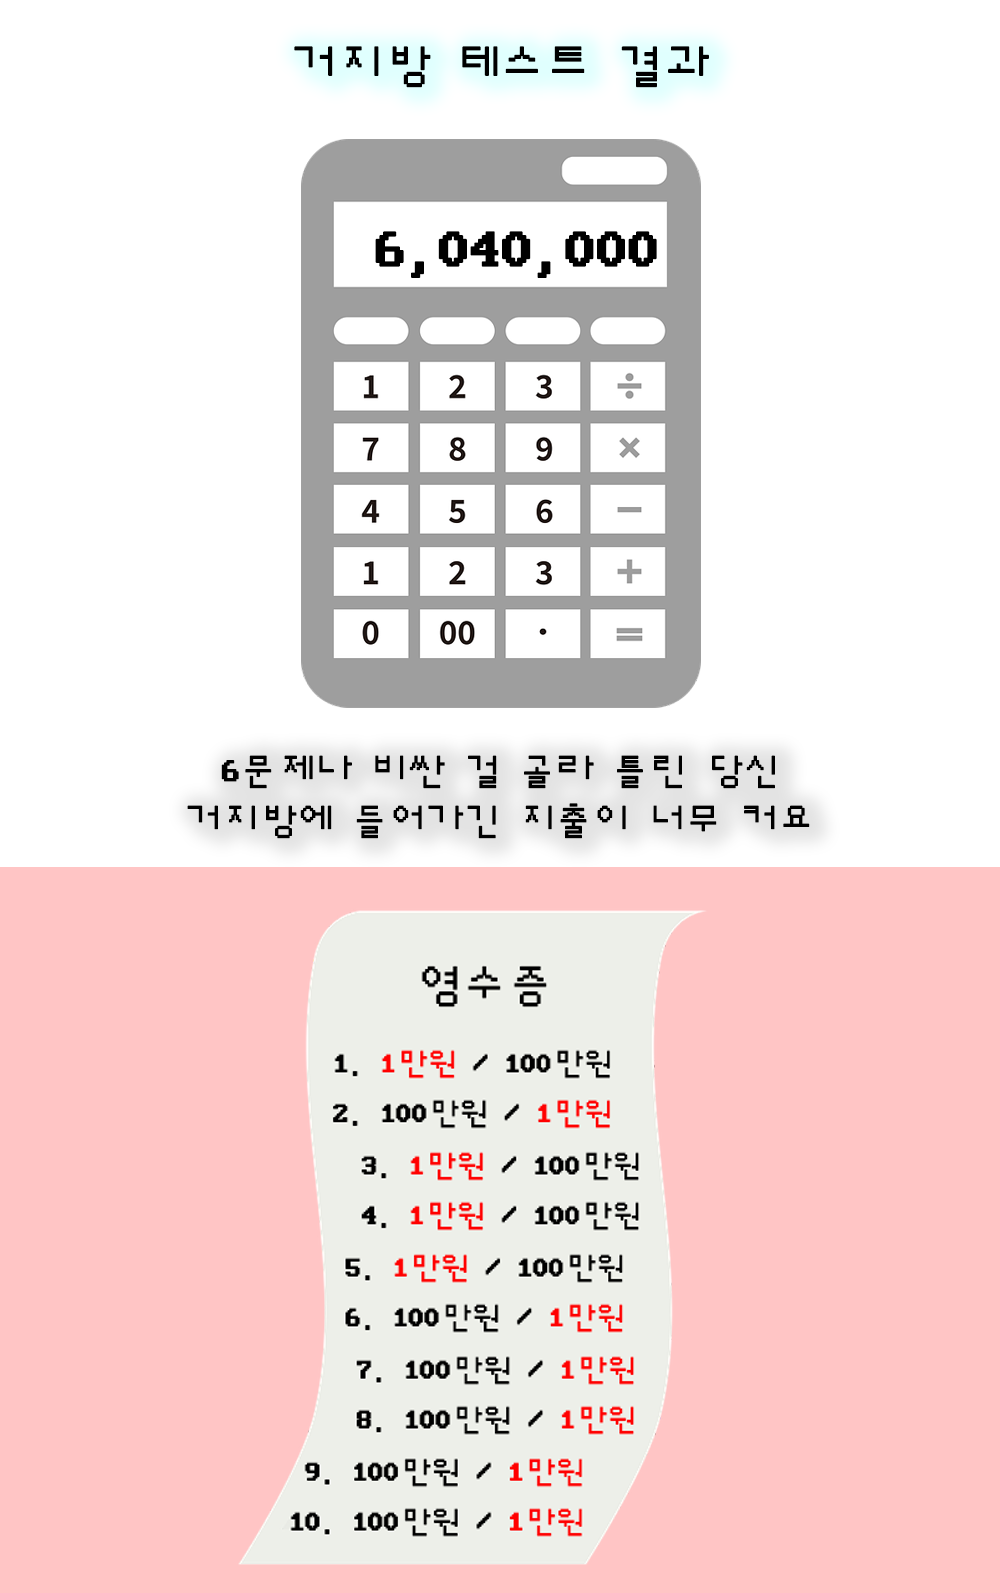 거지방 테스트 결과
6,040,000
1 2 3 ÷
7 8 9 ×
4 5 6 −
1 2 3 +
0 00 · =
6문제나 비싼 걸 골라 틀린 당신
거지방에 들어가긴 지출이 너무 커요
영수증
1. 1만원 / 100만원
2. 100만원 / 1만원
3. 1만원 / 100만원
4. 1만원 / 100만원
5. 1만원 / 100만원
6. 100만원 / 1만원
7. 100만원 / 1만원
8. 100만원 / 1만원
9. 100만원 / 1만원
10. 100만원 / 1만원